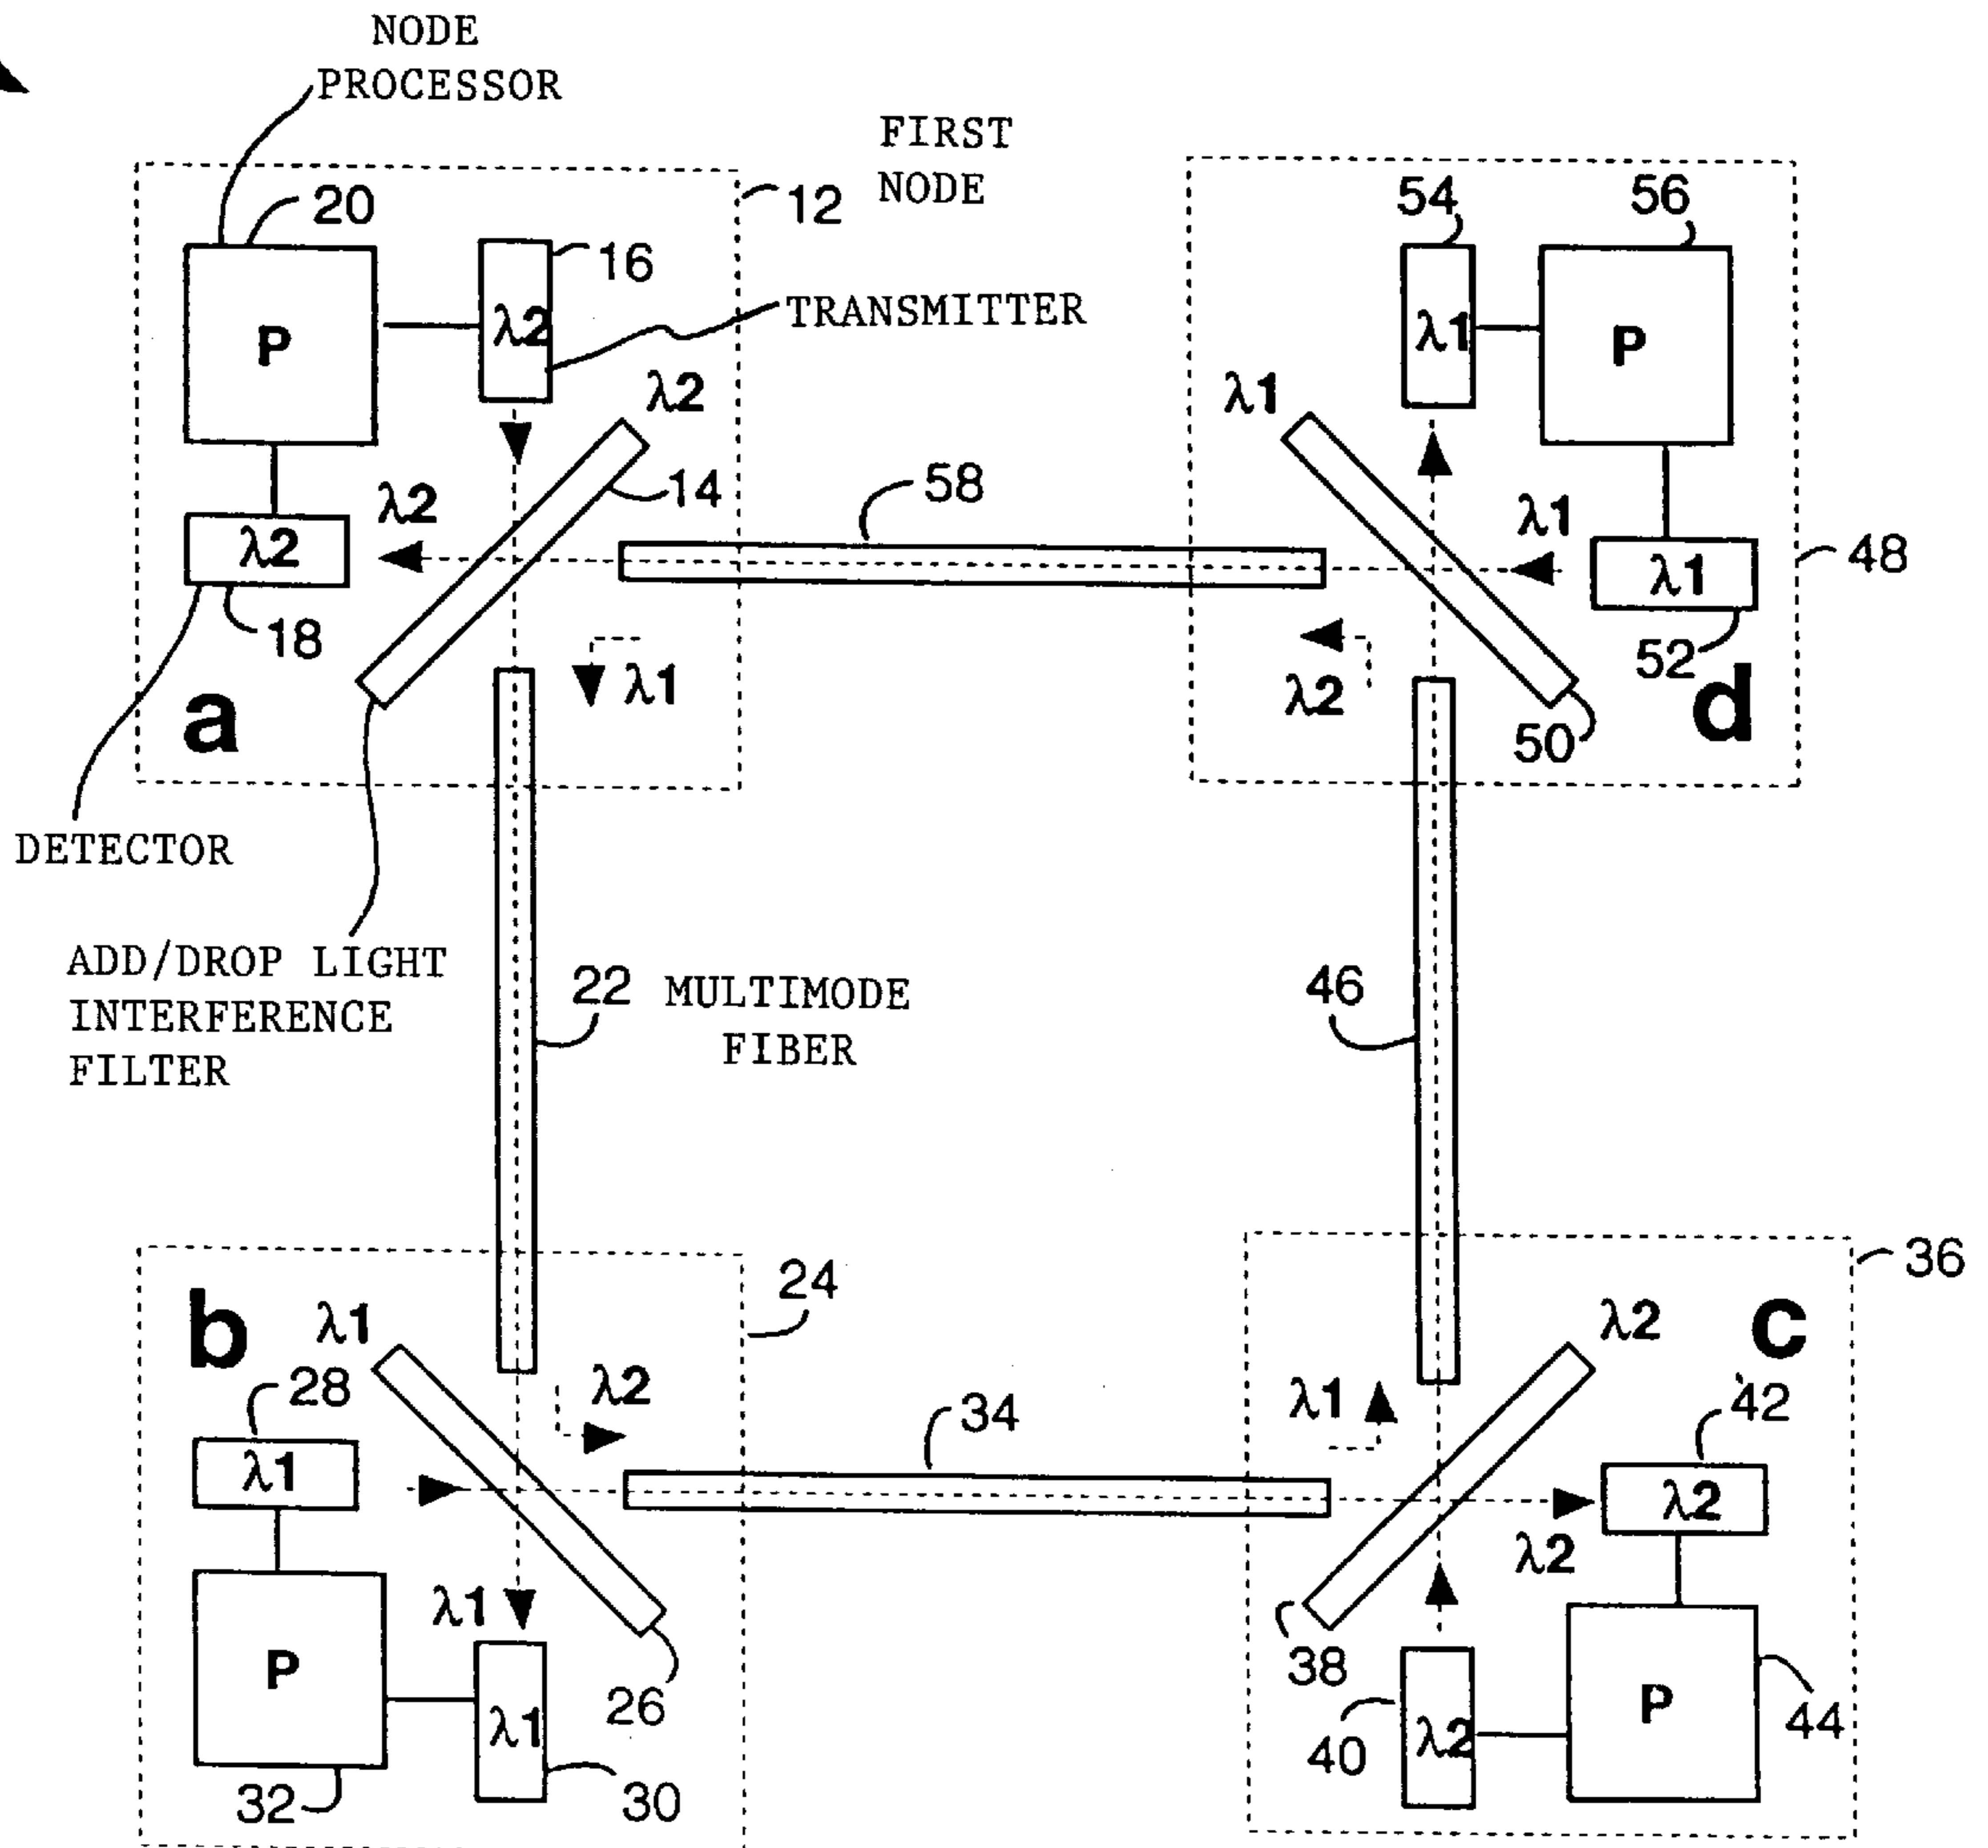 NODE
PROCESSOR
FIRST
NODE
12
20
16
P
λ2
TRANSMITTER
λ2
14
λ2
λ2
18
a
λ1
58
54
56
λ1
P
λ1
λ1
λ1
48
52
λ2
50
d
DETECTOR
ADD/DROP LIGHT
INTERFERENCE
FILTER
22
MULTIMODE
FIBER
46
24
36
b
λ1
28
λ1
λ2
34
λ1
P
32
λ1
30
26
λ1
λ2
c
42
λ2
λ2
38
40
λ2
P
44